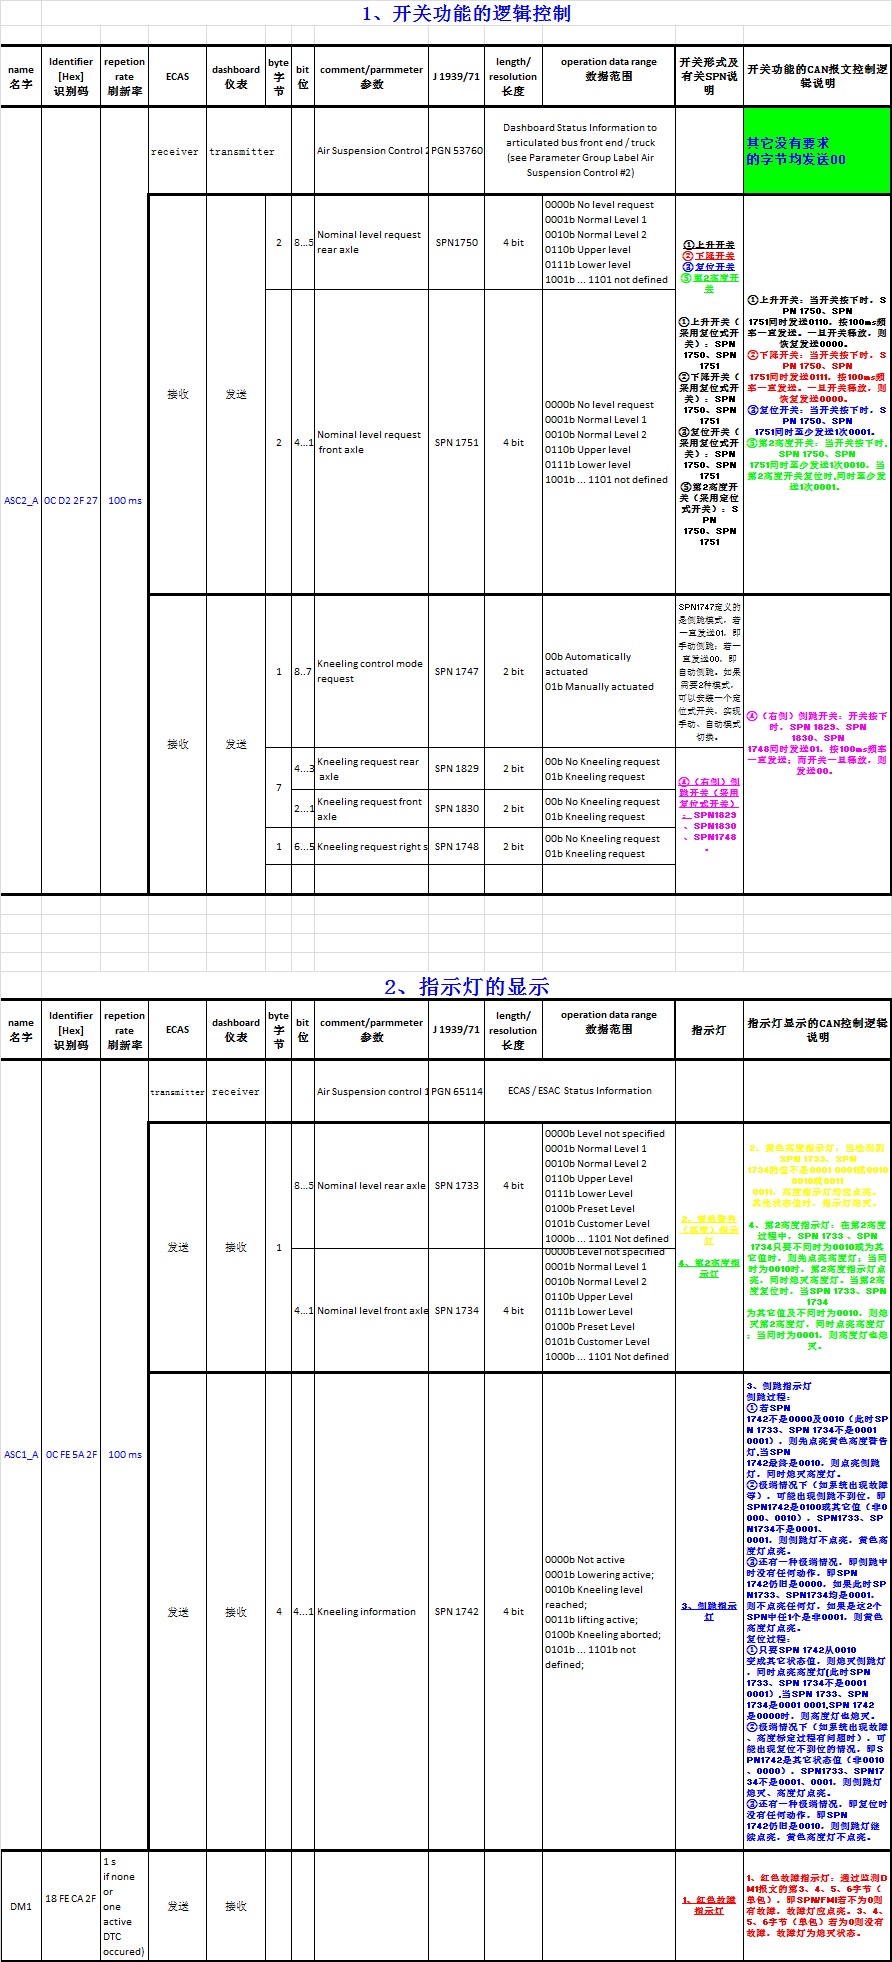 1、开关功能的逻辑控制
name
名字
Identifier
[Hex]
识别码
repetion
rate
刷新率
ECAS
dashboard
仪表
byte
字
节
bit
位
comment/parmmeter
参数
J 1939/71
length/
resolution
长度
operation data range
数据范围
开关形式及
有关SPN说
明
开关功能的CAN报文控制逻
辑说明
ASC2_A
0C D2 2F 27
100 ms
receiver
transmitter
Air Suspension Control 2
PGN 53760
Dashboard Status Information to
articulated bus front end / truck
(see Parameter Group Label Air
Suspension Control #2)
其它没有要求
的字节均发送00
接收
发送
2
8...5
Nominal level request
rear axle
SPN1750
4 bit
0000b No level request
0001b Normal Level 1
0010b Normal Level 2
0110b Upper level
0111b Lower level
1001b ... 1101 not defined
2
4...1
Nominal level request
front axle
SPN 1751
4 bit
0000b No level request
0001b Normal Level 1
0010b Normal Level 2
0110b Upper level
0111b Lower level
1001b ... 1101 not defined
①上升开关
②下降开关
③复位开关
⑤第2高度开
关
①上升开关（
采用复位式开
关）：SPN
1750、SPN
1751
②下降开关（
采用复位式开
关）：SPN
1750、SPN
1751
③复位开关（
采用复位式开
关）：SPN
1750、SPN
1751
⑤第2高度开
关（采用定位
式开关）：S
PN
1750、SPN
1751
①上升开关：当开关按下时，S
PN 1750、SPN
1751同时发送0110，按100ms频
率一直发送。一旦开关释放，则
恢复发送0000。
②下降开关：当开关按下时，S
PN 1750、SPN
1751同时发送0111，按100ms频
率一直发送。一旦开关释放，则
恢复发送0000。
③复位开关：当开关按下时，S
PN 1750、SPN
1751同时至少发送1次0001。
⑤第2高度开关：当开关按下时，
SPN 1750、SPN
1751同时至少发送1次0010，当
第2高度开关复位时,同时至少发
送1次0001。
接收
发送
1
8..7
Kneeling control mode
request
SPN 1747
2 bit
00b Automatically
actuated
01b Manually actuated
SPN1747定义的
是侧跪模式，若
一直发送01，即
手动侧跪；若一
直发送00，即
自动侧跪。如果
需要2种模式，
可以安装一个定
位式开关，实现
手动、自动模式
切换。
7
4...3
Kneeling request rear
axle
SPN 1829
2 bit
00b No Kneeling request
01b Kneeling request
2...1
Kneeling request front
axle
SPN 1830
2 bit
00b No Kneeling request
01b Kneeling request
1
6...5
Kneeling request right s
SPN 1748
2 bit
00b No Kneeling request
01b Kneeling request
④（右侧）侧
跪开关（采用
复位式开关）
：SPN1829
、SPN1830
、SPN1748
。
④（右侧）侧跪开关：开关按下
时，SPN 1829、SPN
1830、SPN
1748同时发送01，按100ms频率
一直发送；而开关一旦释放，则
发送00。
2、指示灯的显示
name
名字
Identifier
[Hex]
识别码
repetion
rate
刷新率
ECAS
dashboard
仪表
byte
字
节
bit
位
comment/parmmeter
参数
J 1939/71
length/
resolution
长度
operation data range
数据范围
指示灯
指示灯显示的CAN控制逻辑
说明
ASC1_A
0C FE 5A 2F
100 ms
transmitter
receiver
Air Suspension control 1
PGN 65114
ECAS / ESAC Status Information
发送
接收
1
8...5
Nominal level rear axle
SPN 1733
4 bit
0000b Level not specified
0001b Normal Level 1
0010b Normal Level 2
0110b Upper Level
0111b Lower Level
0100b Preset Level
0101b Customer Level
1000b ... 1101 Not defined
4...1
Nominal level front axle
SPN 1734
4 bit
0000b Level not specified
0001b Normal Level 1
0010b Normal Level 2
0110b Upper Level
0111b Lower Level
0100b Preset Level
0101b Customer Level
1000b ... 1101 Not defined
2、黄色警告
（高度）指示
灯
4、第2高度指
示灯
2、黄色高度指示灯：当检测到
SPN 1733、SPN
1734的值不是0001 0001或0010
0010或0011
0011，高度指示灯均应点亮。
其他状态值时，指示灯熄灭。
4、第2高度指示灯：在第2高度
过程中，SPN 1733 、SPN
1734只要不同时为0010或为其
它值时，则先点亮高度灯；当同
时为0010时，第2高度指示灯点
亮，同时熄灭高度灯。当第2高
度复位时，当SPN 1733、SPN
1734
为其它值及不同时为0010，则熄
灭第2高度灯，同时点亮高度灯
；当同时为0001，则高度灯也熄
灭。
发送
接收
4
4...1
Kneeling information
SPN 1742
4 bit
0000b Not active
0001b Lowering active;
0010b Kneeling level
reached;
0011b lifting active;
0100b Kneeling aborted;
0101b ... 1101b not
defined;
3、侧跪指示
灯
3、侧跪指示灯
侧跪过程：
①若SPN
1742不是0000及0010（此时SP
N 1733、SPN 1734不是0001
0001），则先点亮黄色高度警告
灯,当SPN
1742最终是0010，则点亮侧跪
灯，同时熄灭高度灯。
②极端情况下（如系统出现故障
等），可能出现侧跪不到位，即
SPN1742是0100或其它值（非0
000、0010），SPN1733、SP
N1734不是0001、
0001，则侧跪灯不点亮，黄色高
度灯点亮。
③还有一种极端情况，即侧跪中
时没有任何动作，即SPN
1742仍旧是0000，如果此时SP
N1733、SPN1734均是0001，
则不点亮任何灯，如果是这2个
SPN中任1个是非0001，则黄色
高度灯点亮。
复位过程：
①只要SPN 1742从0010
变成其它状态值，则熄灭侧跪灯
，同时点亮高度灯(此时SPN
1733、SPN 1734不是0001
0001）,当SPN 1733、SPN
1734是0001 0001,SPN 1742
是0000时，则高度灯也熄灭。
②极端情况下（如系统出现故障
、高度标定过程有问题时），可
能出现复位不到位的情况，即S
PN1742是其它状态值（非0010
、0000），SPN1733、SPN17
34不是0001、0001，则侧跪灯
熄灭、高度灯点亮。
③还有一种极端情况，即复位时
没有任何动作，即SPN
1742仍旧是0010，则侧跪灯继
续点亮，黄色高度灯不点亮。
DM1
18 FE CA 2F
1 s
if none
or
one
active
DTC
occured)
发送
接收
1、红色故障
指示灯
1、红色故障指示灯：通过监测D
M1报文的第3、4、5、6字节（
单包），即SPN/FMI若不为0则
有故障，故障灯应点亮。3、4、
5、6字节（单包）若为0则没有
故障，故障灯为熄灭状态。